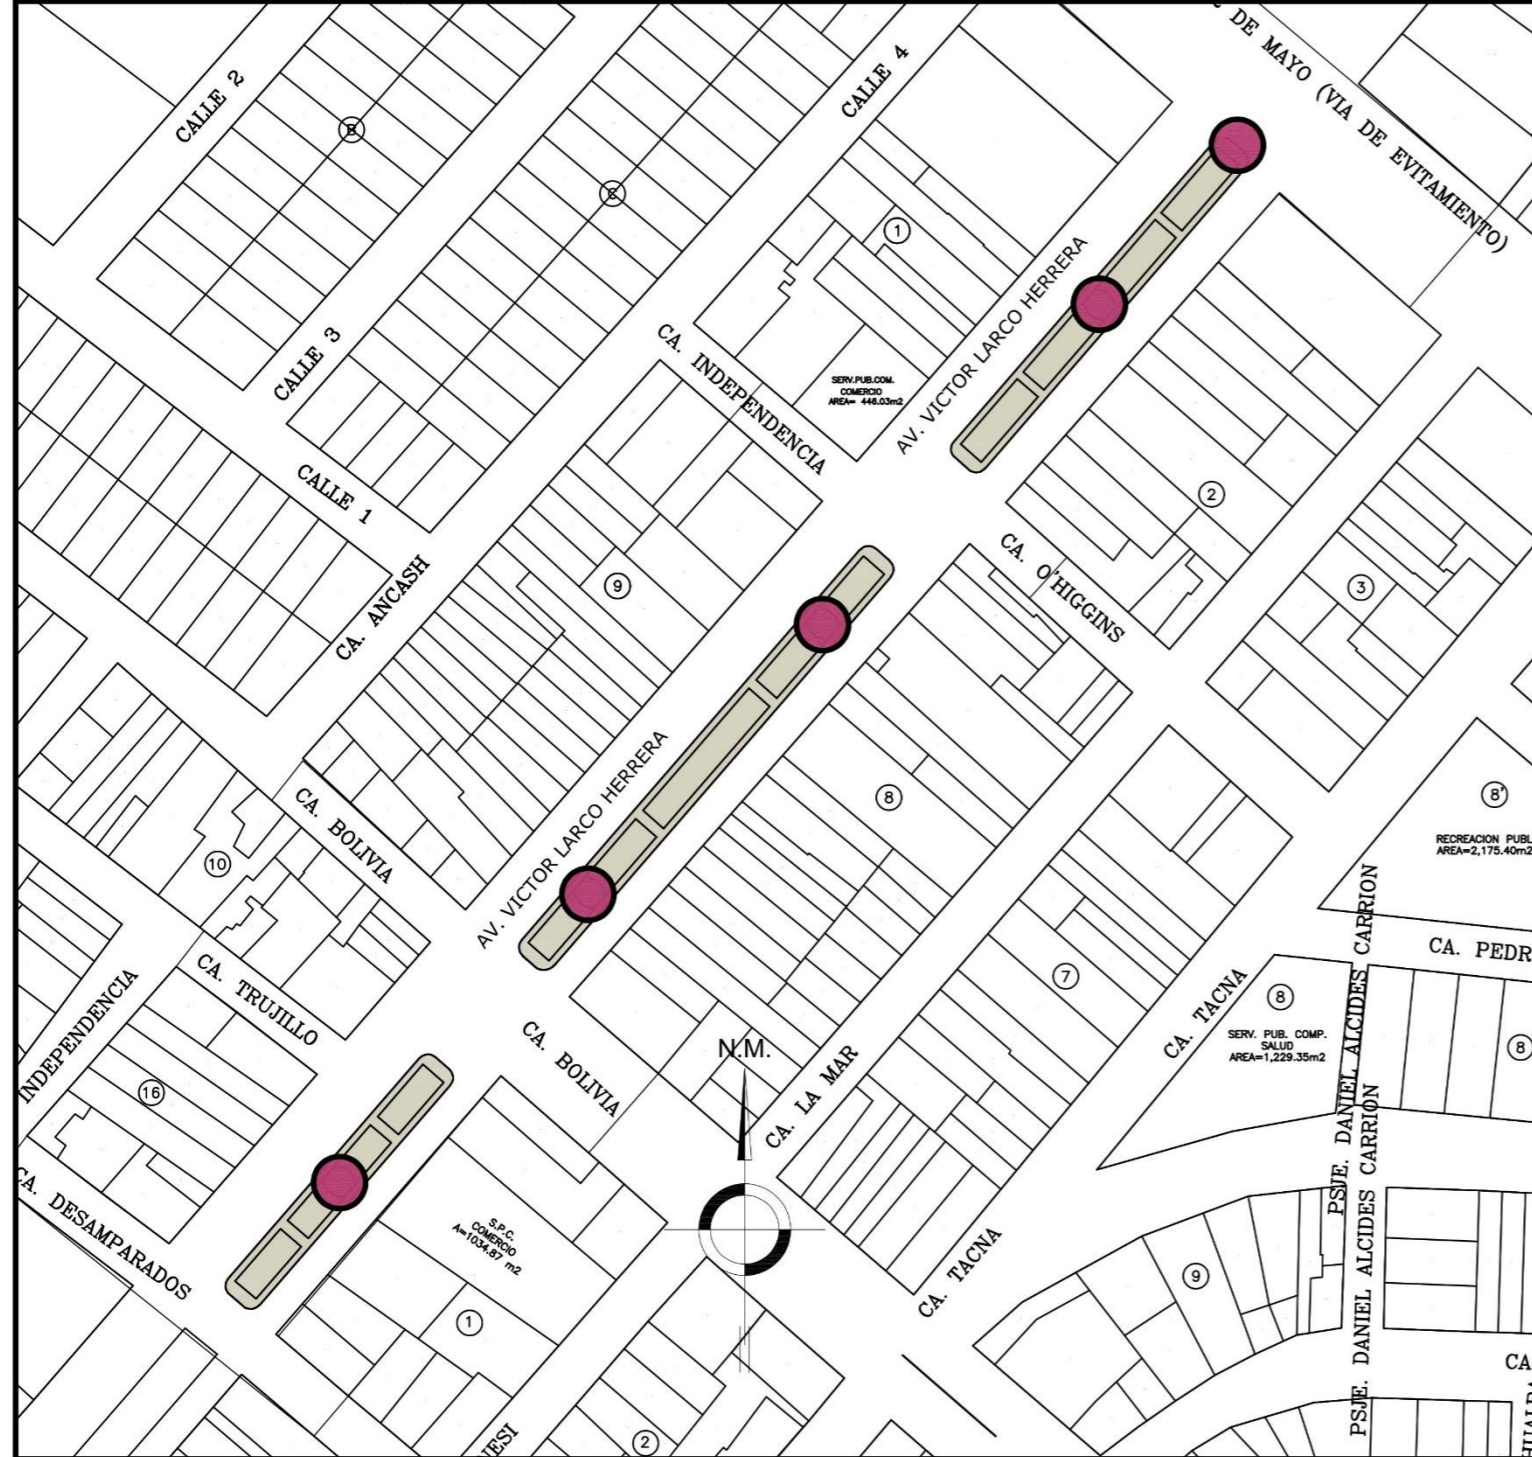 DE MAYO (VIA DE EVITAMIENTO)
CALLE 2
CALLE 4
B
C
1
AV. VICTOR LARCO HERRERA
CALLE 3
CA. INDEPENDENCIA
SERV.PUB.COM.
COMERCIO
AREA= 446.03m2
CALLE 1
2
CA. ANCASH
9
CA. O'HIGGINS
3
AV. VICTOR LARCO HERRERA
CA. BOLIVIA
8
8'
RECREACION PUBL
AREA=2,175.40m2
10
CA. PEDR
CA. TRUJILLO
7
CA. TACNA
PSJE. DANIEL ALCIDES CARRION
8
SERV. PUB. COMP.
SALUD
AREA=1,229.35m2
8
INDEPENDENCIA
CA. BOLIVIA
N.M.
CA. LA MAR
16
CA. DESAMPARADOS
S.P.C.
COMERCIO
A=1034.87 m2
CA. TACNA
9
PSJE. DANIEL ALCIDES CARRION
1
CA
2